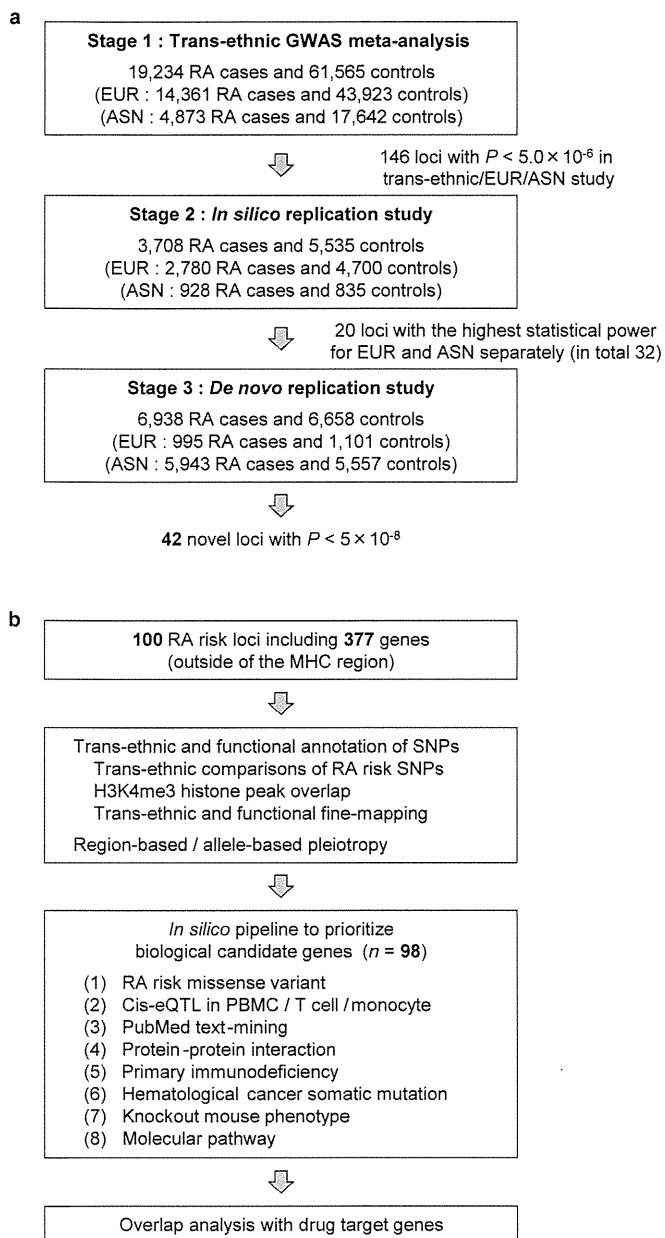 a
Stage 1 : Trans-ethnic GWAS meta-analysis
19,234 RA cases and 61,565 controls
(EUR : 14,361 RA cases and 43,923 controls)
(ASN : 4,873 RA cases and 17,642 controls)
146 loci with P < 5.0 × 10-6 in
trans-ethnic/EUR/ASN study
Stage 2 : In silico replication study
3,708 RA cases and 5,535 controls
(EUR : 2,780 RA cases and 4,700 controls)
(ASN : 928 RA cases and 835 controls)
20 loci with the highest statistical power
for EUR and ASN separately (in total 32)
Stage 3 : De novo replication study
6,938 RA cases and 6,658 controls
(EUR : 995 RA cases and 1,101 controls)
(ASN : 5,943 RA cases and 5,557 controls)
42 novel loci with P < 5 × 10-8
b
100 RA risk loci including 377 genes
(outside of the MHC region)
Trans-ethnic and functional annotation of SNPs
Trans-ethnic comparisons of RA risk SNPs
H3K4me3 histone peak overlap
Trans-ethnic and functional fine-mapping
Region-based / allele-based pleiotropy
In silico pipeline to prioritize
biological candidate genes (n = 98)
(1) RA risk missense variant
(2) Cis-eQTL in PBMC / T cell / monocyte
(3) PubMed text-mining
(4) Protein-protein interaction
(5) Primary immunodeficiency
(6) Hematological cancer somatic mutation
(7) Knockout mouse phenotype
(8) Molecular pathway
Overlap analysis with drug target genes